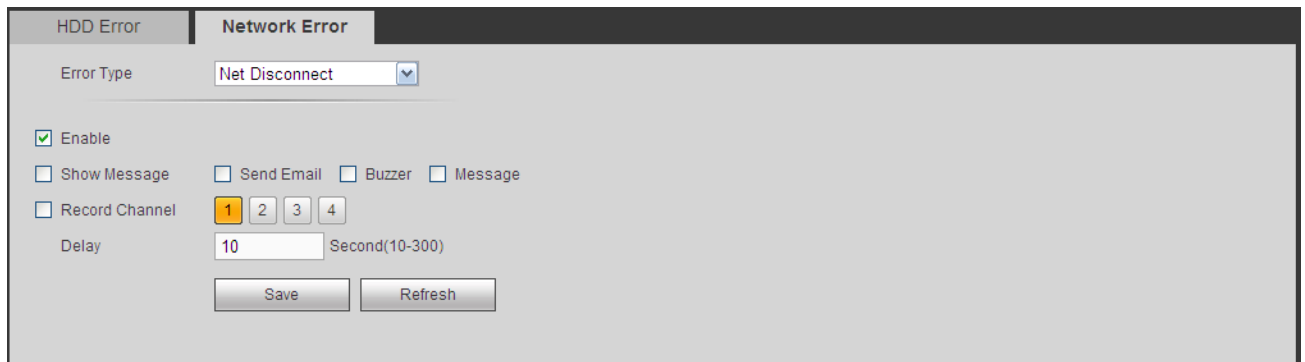 HDD Error Network Error
Error Type Net Disconnect
Enable
Show Message Send Email Buzzer Message
Record Channel 1 2 3 4
Delay 10 Second(10-300)
Save Refresh